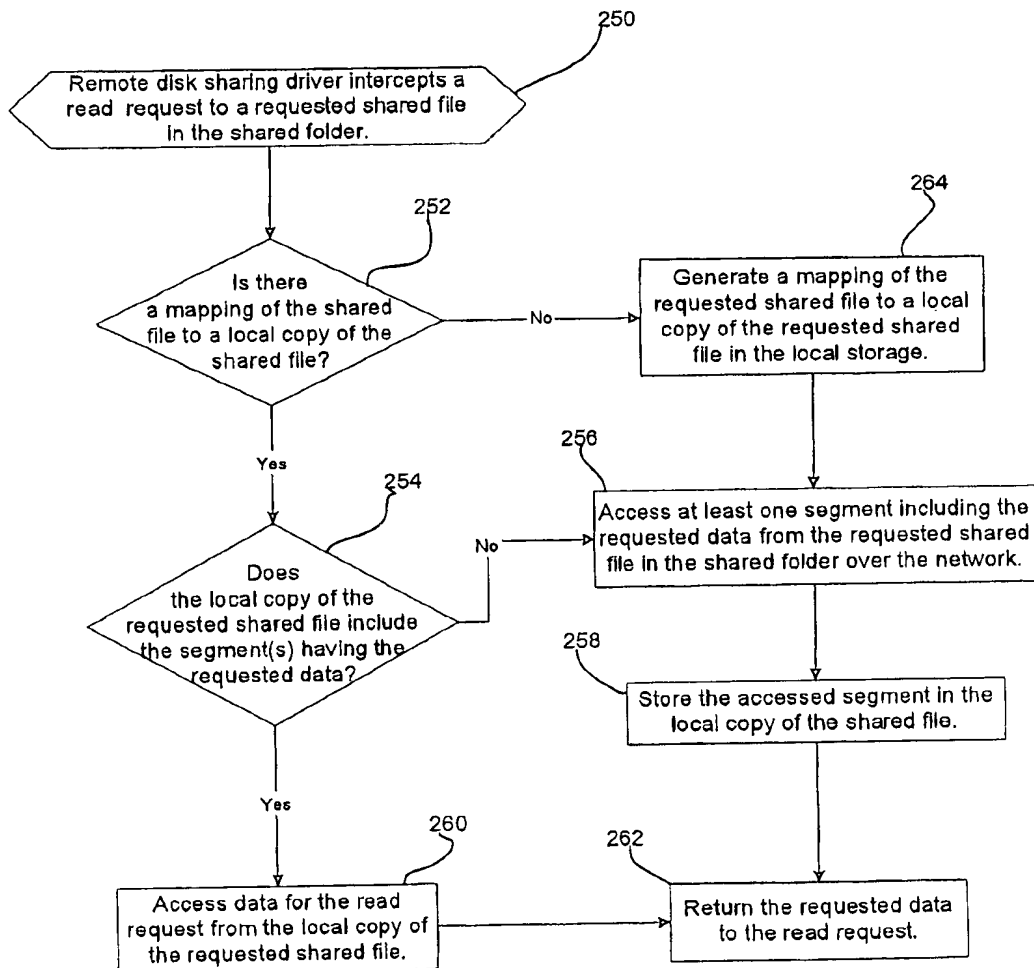 250
Remote disk sharing driver intercepts a
read request to a requested shared file
in the shared folder.
252
Is there
a mapping of the shared
file to a local copy of the
shared file?
No
264
Generate a mapping of the
requested shared file to a local
copy of the requested shared
file in the local storage.
Yes
254
Does
the local copy of the
requested shared file include
the segment(s) having the
requested data?
No
256
Access at least one segment including the
requested data from the requested shared
file in the shared folder over the network.
258
Store the accessed segment in the
local copy of the shared file.
Yes
260
Access data for the read
request from the local copy of
the requested shared file.
262
Return the requested data
to the read request.